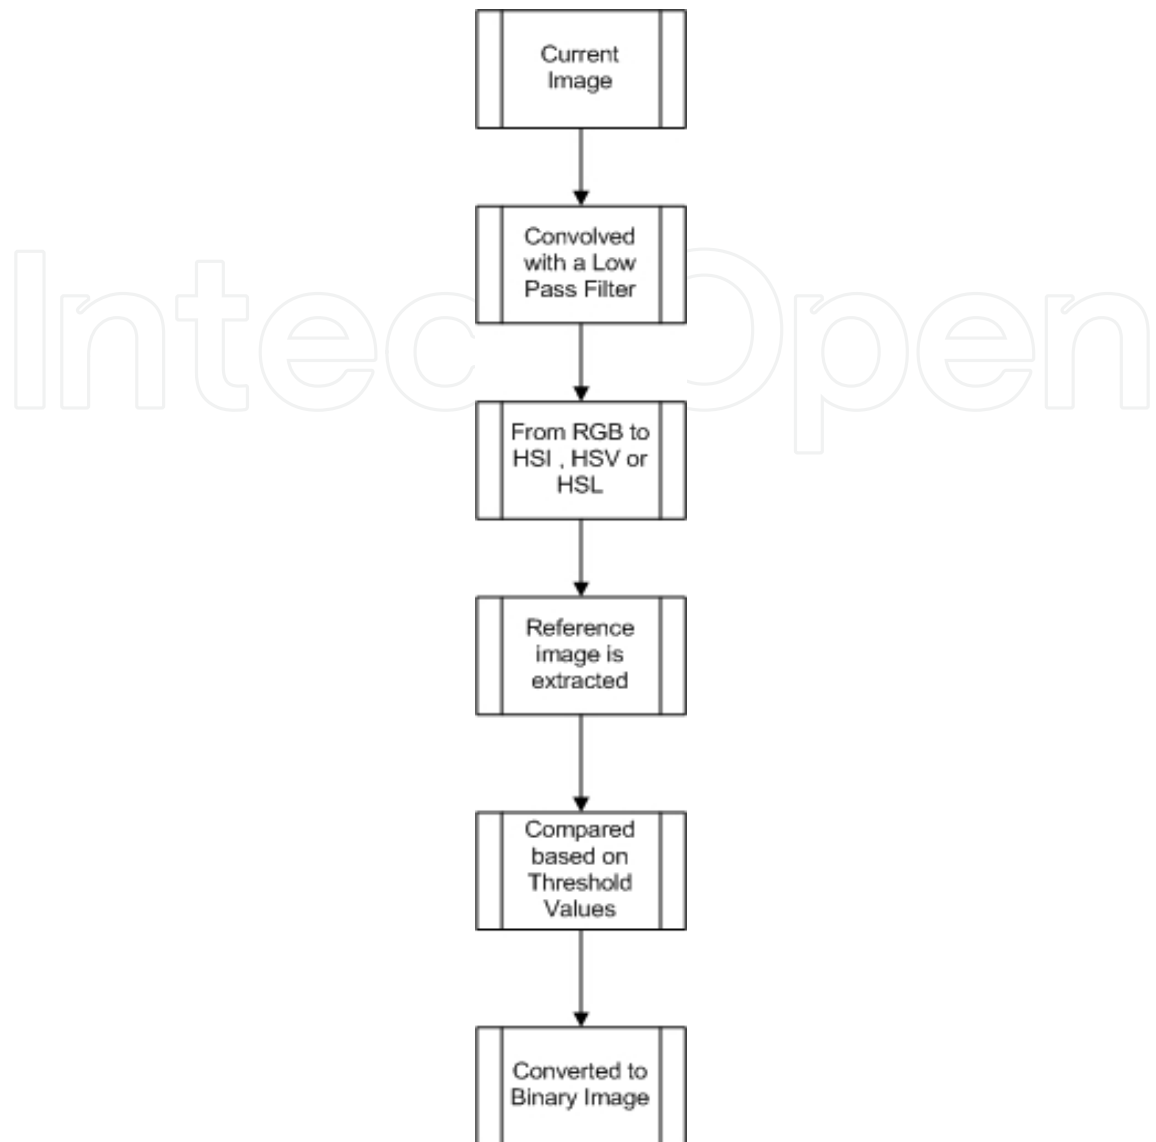 Current
Image
Convolved
with a Low
Pass Filter
IntechOpen
From RGB to
HSI , HSV or
HSL
Reference
image is
extracted
Compared
based on
Threshold
Values
Converted to
Binary Image